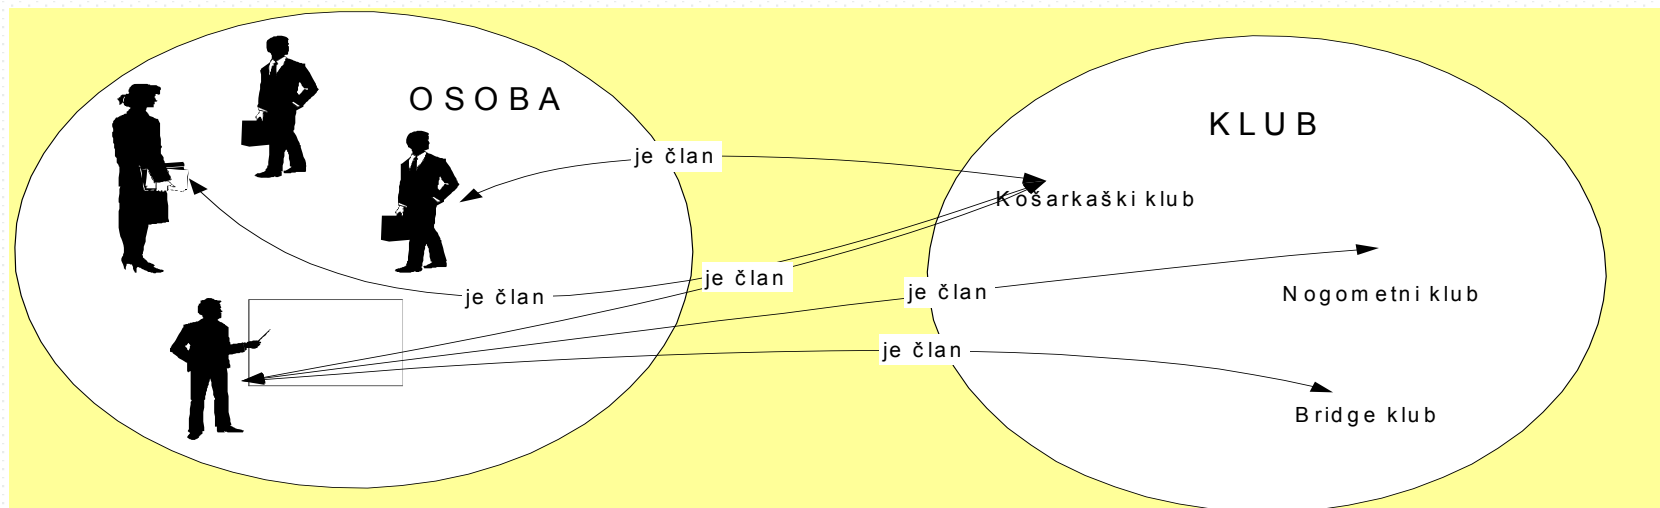 OSOBA
KLUB
je član
Košarkaški klub
je član
je član
je član
Nogometni klub
je član
Bridge klub